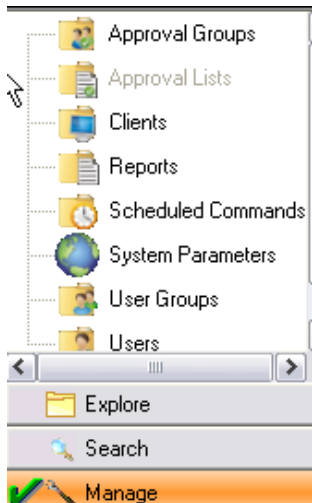 Approval Groups
Approval Lists
Clients
Reports
Scheduled Commands
System Parameters
User Groups
Users
Explore
Search
Manage